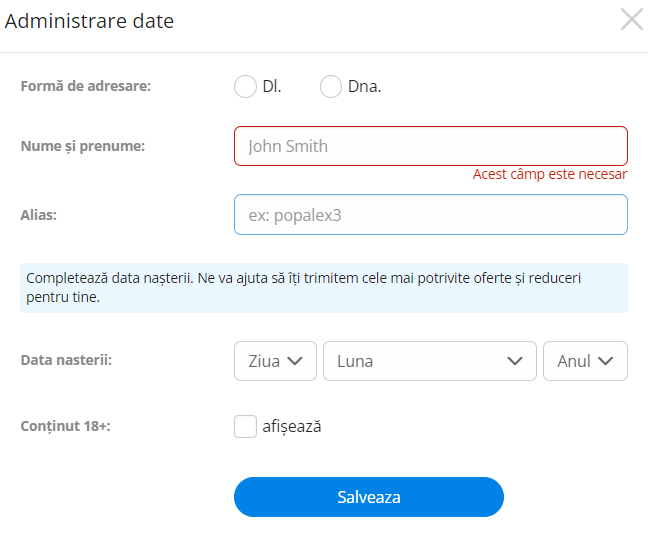 Administrare date
Formă de adresare:
Dl.
Dna.
Nume și prenume:
John Smith
Acest câmp este necesar
Alias:
ex: popalex3
Completează data nașterii. Ne va ajuta să îți trimitem cele mai potrivite oferte și reduceri
pentru tine.
Data nasterii:
Ziua
Luna
Anul
Conținut 18+:
afișează
Salveaza